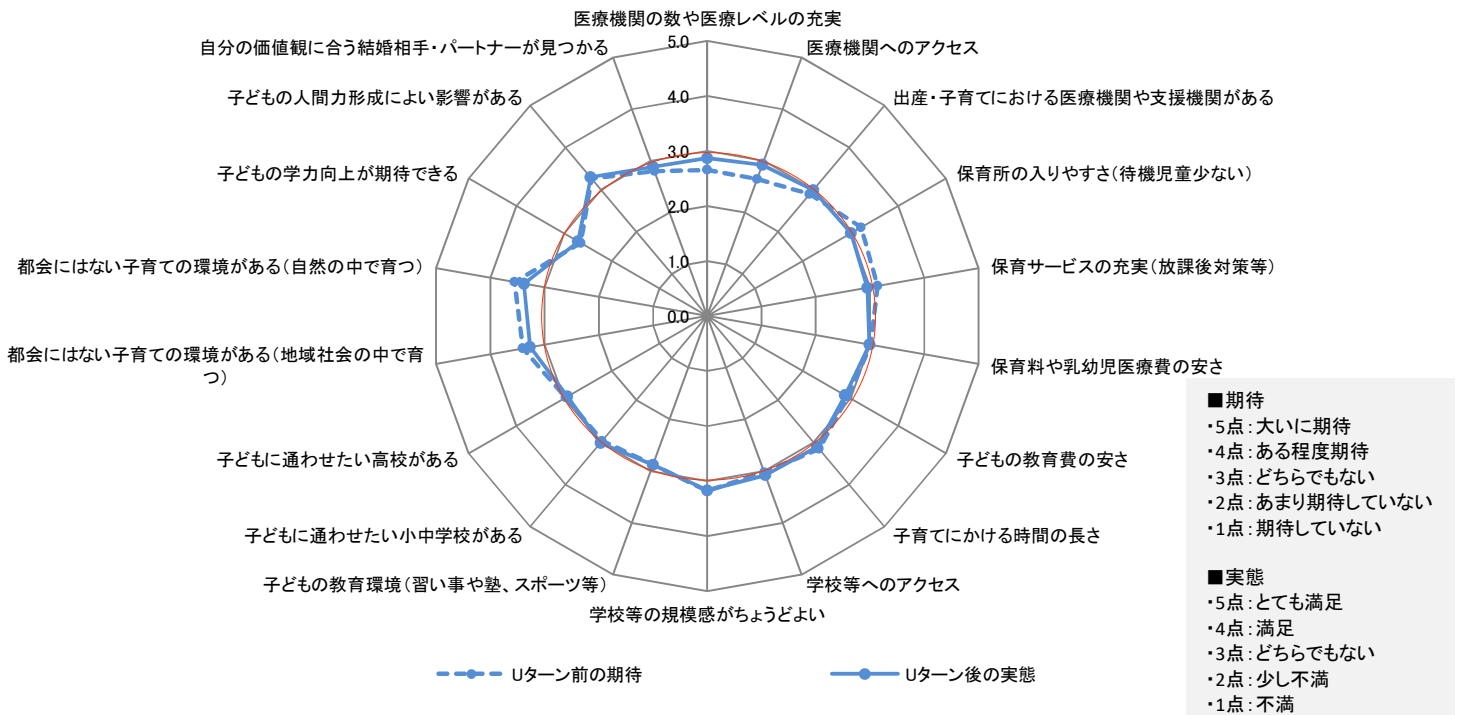 医療機関の数や医療レベルの充実
医療機関へのアクセス
出産・子育てにおける医療機関や支援機関がある
保育所の入りやすさ（待機児童少ない）
保育サービスの充実（放課後対策等）
保育料や乳幼児医療費の安さ
子どもの教育費の安さ
子育てにかける時間の長さ
学校等へのアクセス
学校等の規模感がちょうどよい
子どもの教育環境（習い事や塾、スポーツ等）
子どもに通わせたい小中学校がある
子どもに通わせたい高校がある
都会にはない子育ての環境がある（地域社会の中で育
つ）
都会にはない子育ての環境がある（自然の中で育つ）
子どもの学力向上が期待できる
子どもの人間力形成によい影響がある
自分の価値観に合う結婚相手・パートナーが見つかる
5.0
4.0
3.0
2.0
1.0
0.0
Uターン前の期待
Uターン後の実態
■期待
・5点：大いに期待
・4点：ある程度期待
・3点：どちらでもない
・2点：あまり期待していない
・1点：期待していない
■実態
・5点：とても満足
・4点：満足
・3点：どちらでもない
・2点：少し不満
・1点：不満